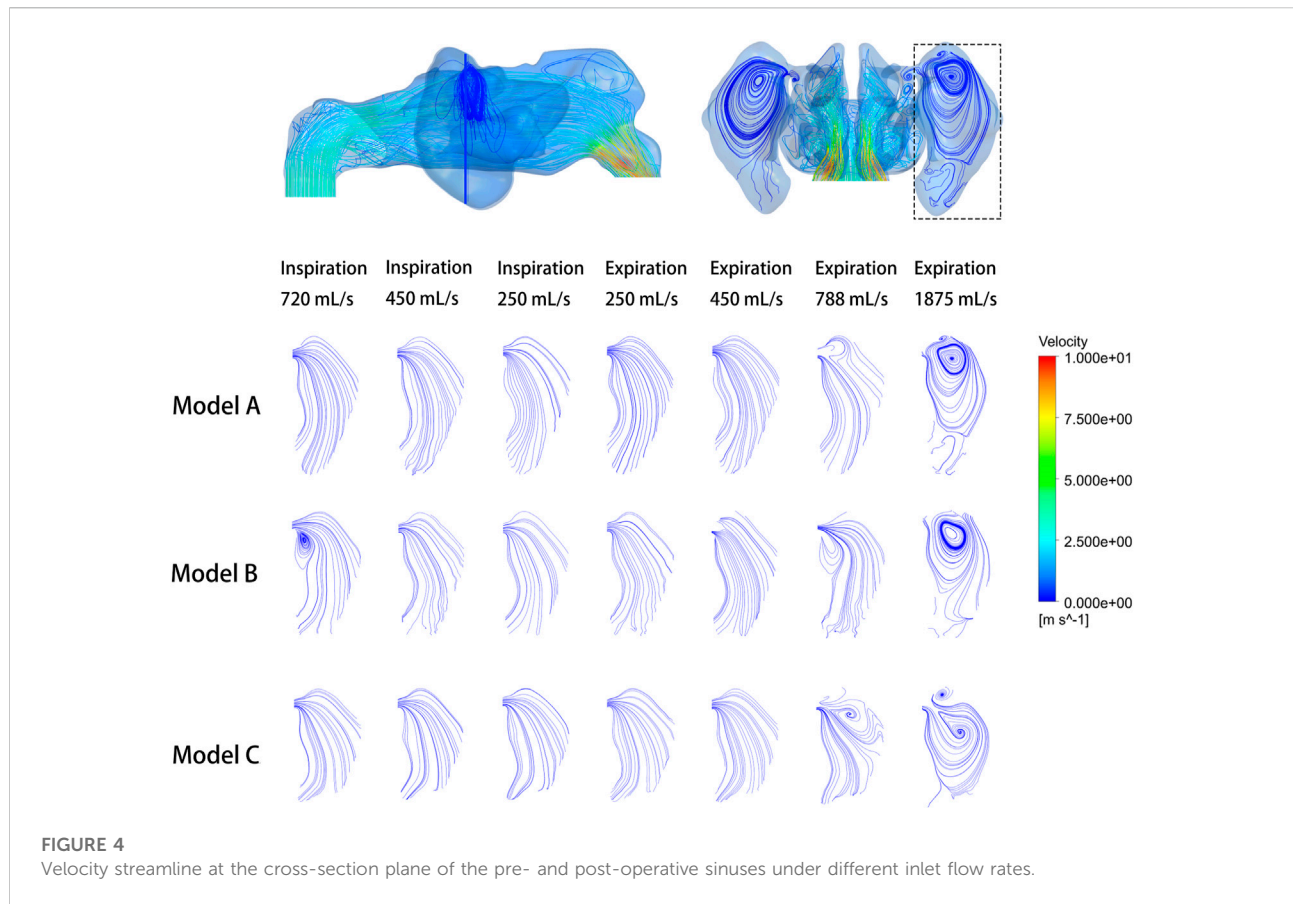 Inspiration Inspiration Inspiration Expiration Expiration Expiration Expiration
720 mL/s 450 mL/s 250 mL/s 250 mL/s 450 mL/s 788 mL/s 1875 mL/s
Velocity
1.000e+01
Model A
7.500e+00
5.000e+00
2.500e+00
Model B
0.000e+00
[m s^-1]
Model C
FIGURE 4
Velocity streamline at the cross-section plane of the pre- and post-operative sinuses under different inlet flow rates.